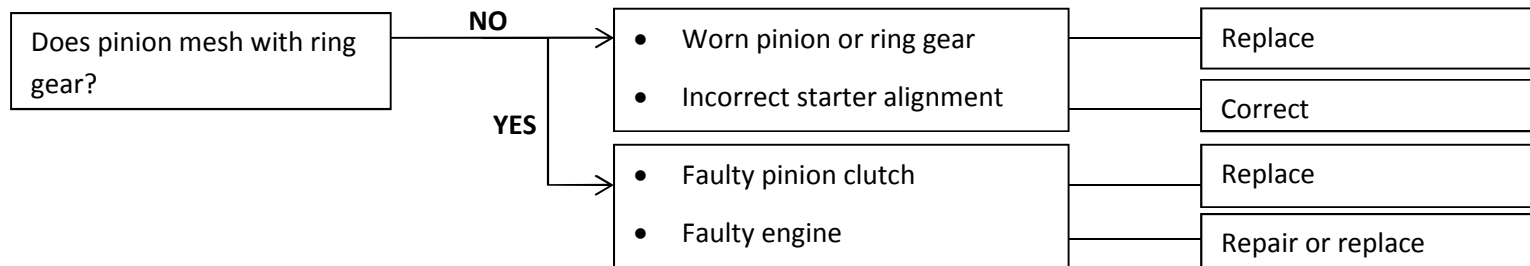 Does pinion mesh with ring
gear?
NO
YES
• Worn pinion or ring gear
• Incorrect starter alignment
Replace
Correct
• Faulty pinion clutch
• Faulty engine
Replace
Repair or replace